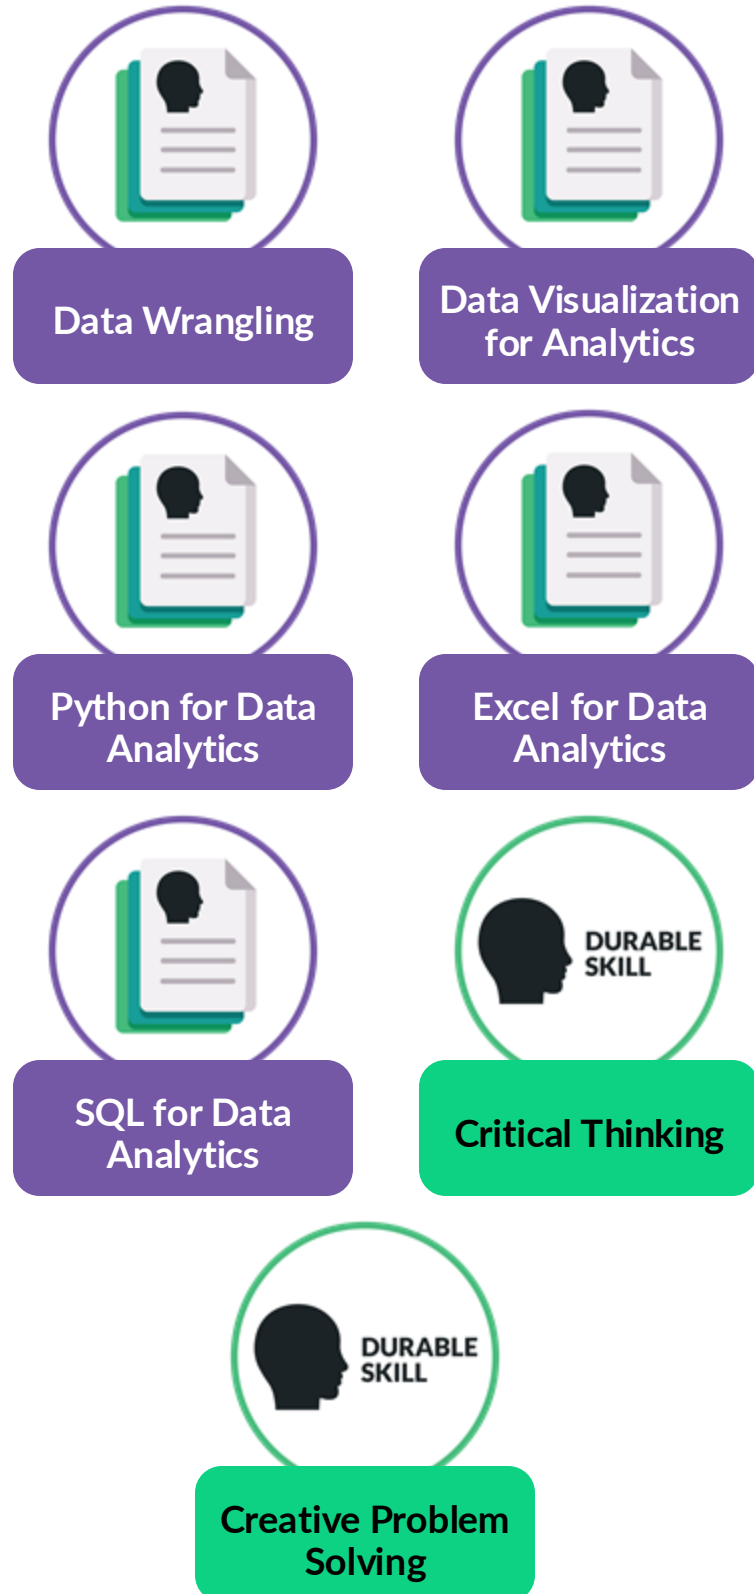 Data Wrangling
Data Visualization
for Analytics
Python for Data
Analytics
Excel for Data
Analytics
SQL for Data
Analytics
DURABLE
SKILL
Critical Thinking
DURABLE
SKILL
Creative Problem
Solving